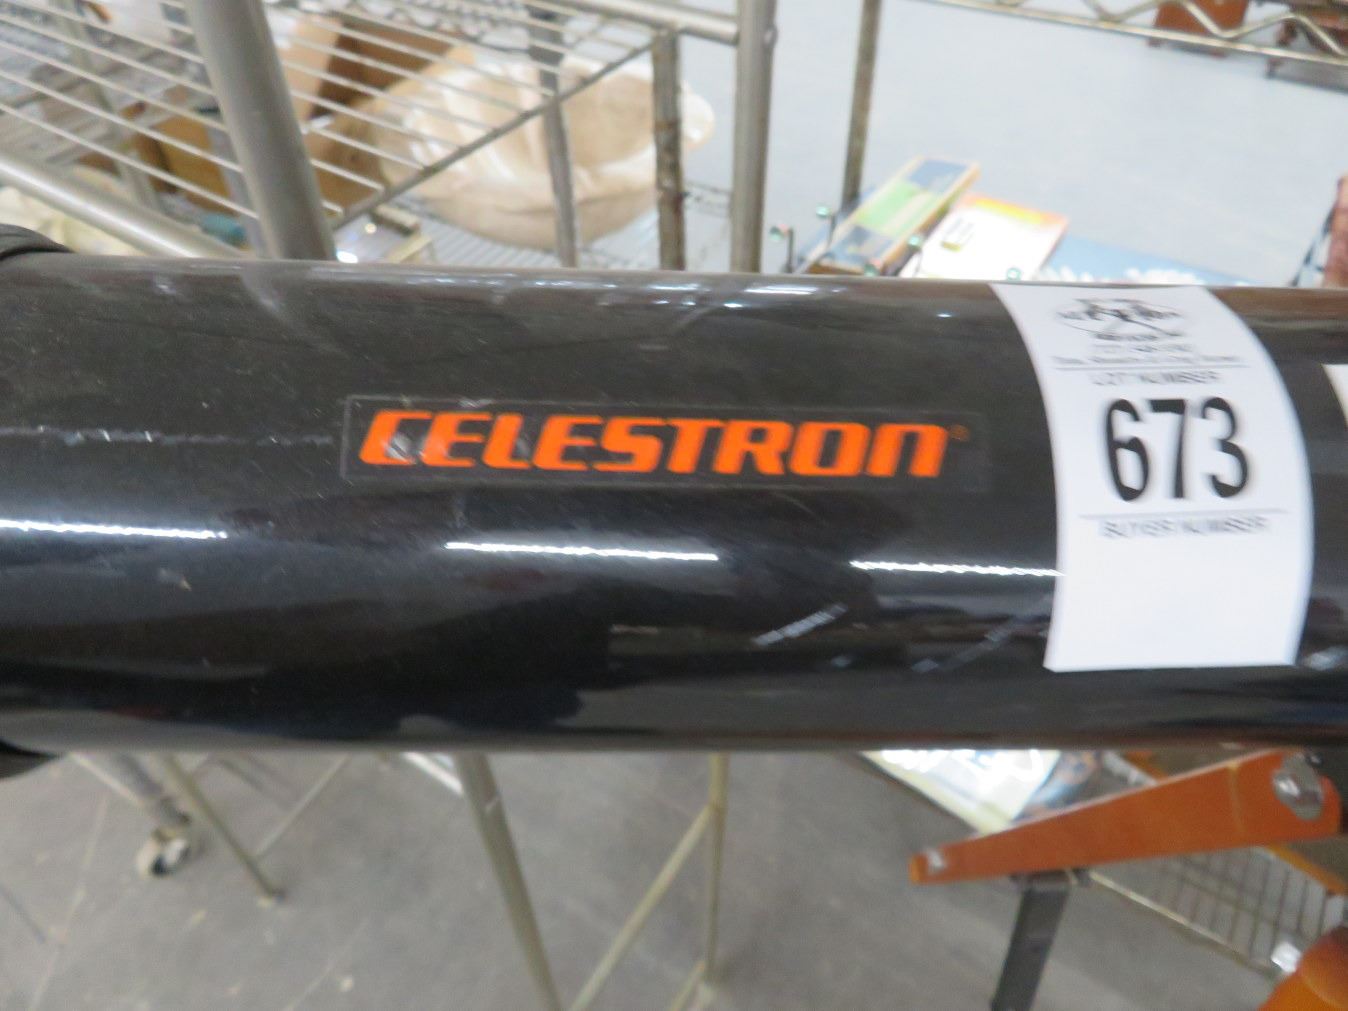 CELESTRON
LOT NUMBER
673
BUYER NUMBER